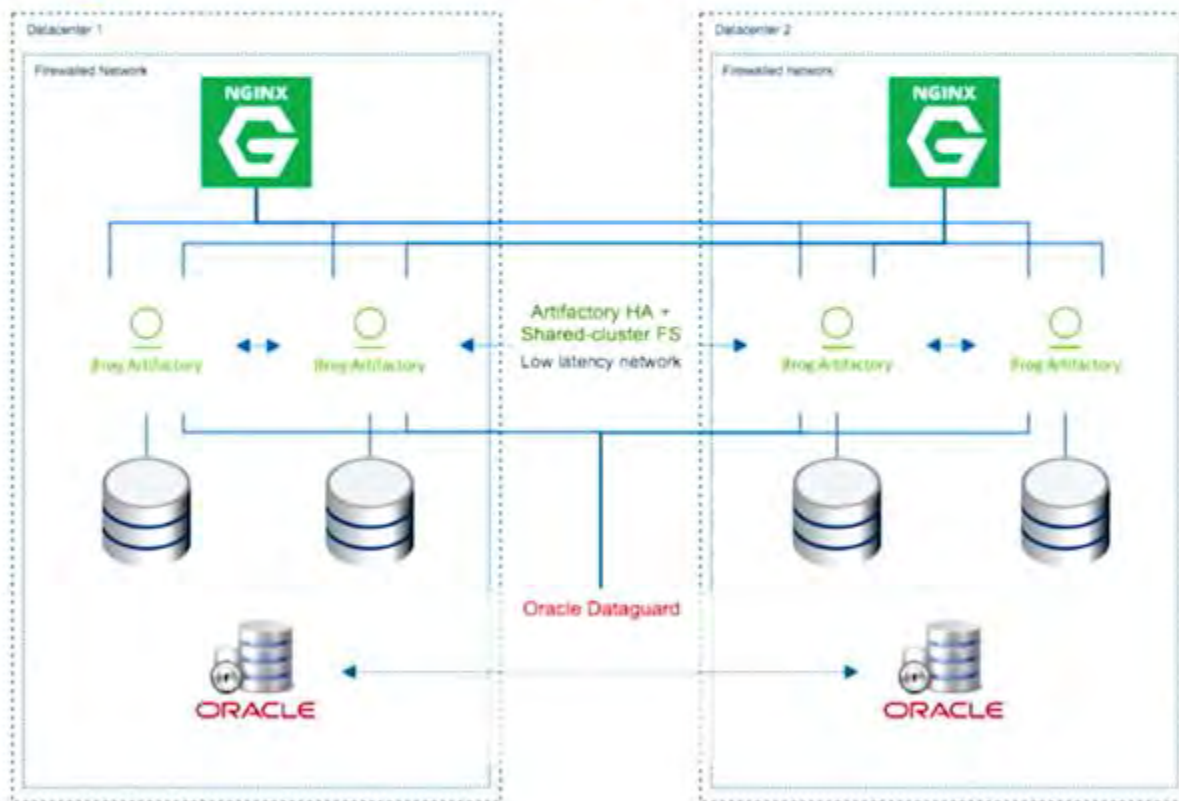 Datacenter 1
Datacenter 2
Firewalled Network
Firewalled Network
NGINX
G
NGINX
G
Artifactory HA +
Shared-cluster FS
Low latency network
JFrog Artifactory
JFrog Artifactory
JFrog Artifactory
JFrog Artifactory
Oracle Dataguard
ORACLE
ORACLE